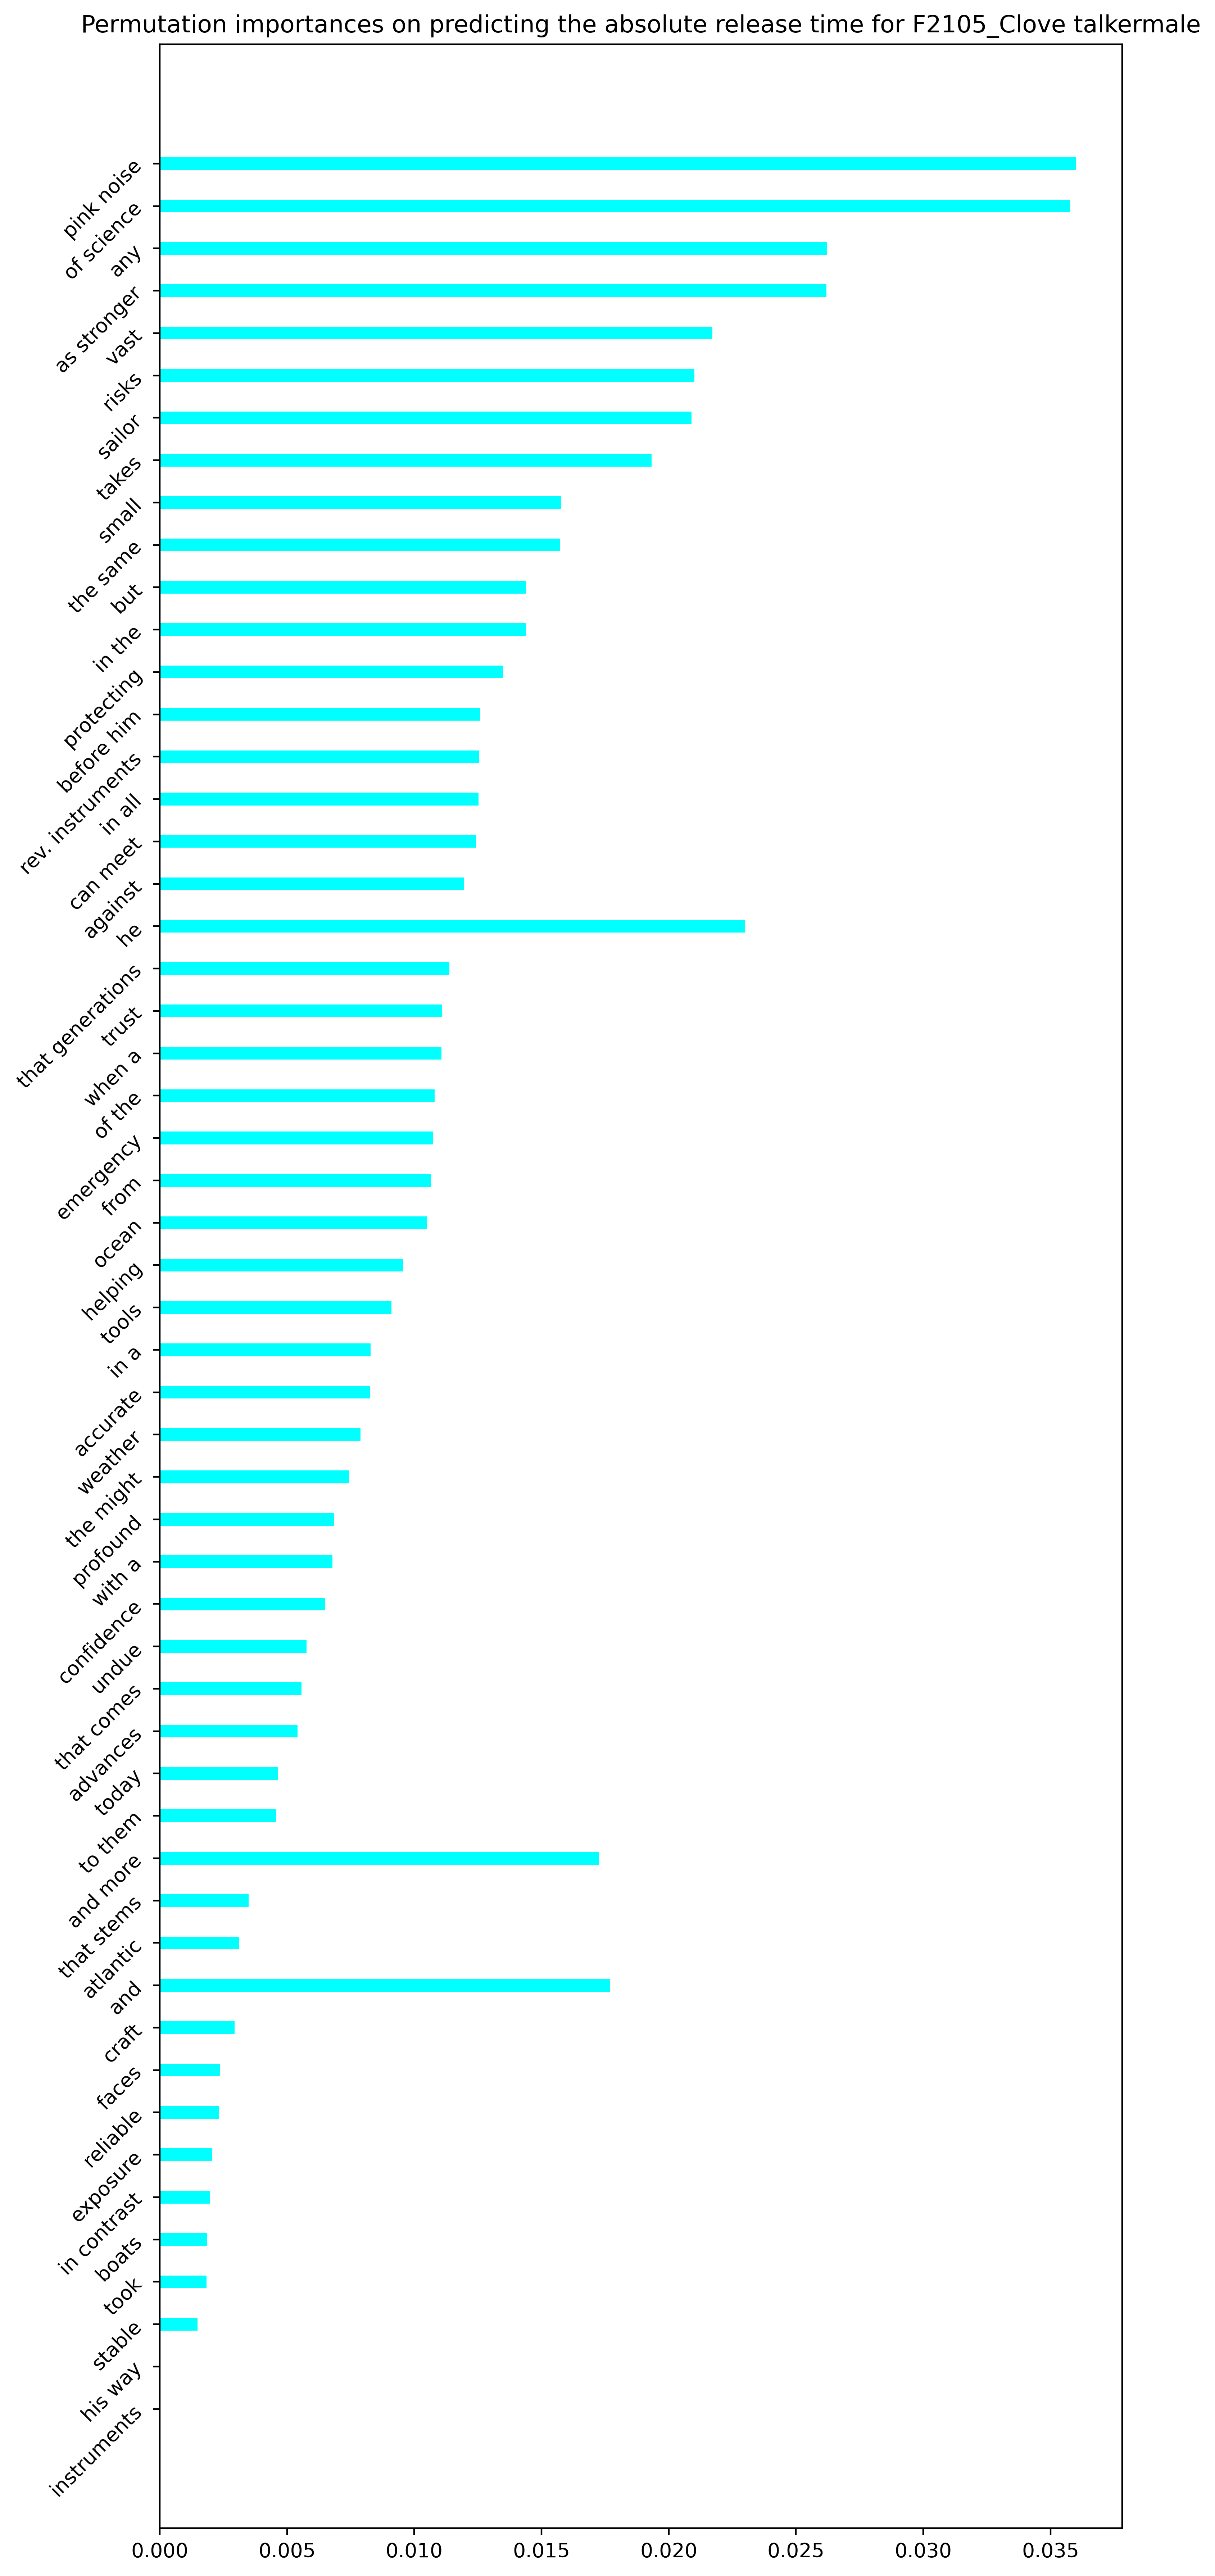 Permutation importances on predicting the absolute release time for F2105_Clove talkermale
pink noise
of science
any
as stronger
vast
risks
sailor
takes
small
the same
but
in the
protecting
before him
rev. instruments
in all
can meet
against
he
that generations
trust
when a
of the
emergency
from
ocean
helping
tools
in a
accurate
weather
the might
profound
with a
confidence
undue
that comes
advances
today
to them
and more
that stems
atlantic
and
craft
faces
reliable
exposure
in contrast
boats
took
stable
his way
instruments
0.000 0.005 0.010 0.015 0.020 0.025 0.030 0.035